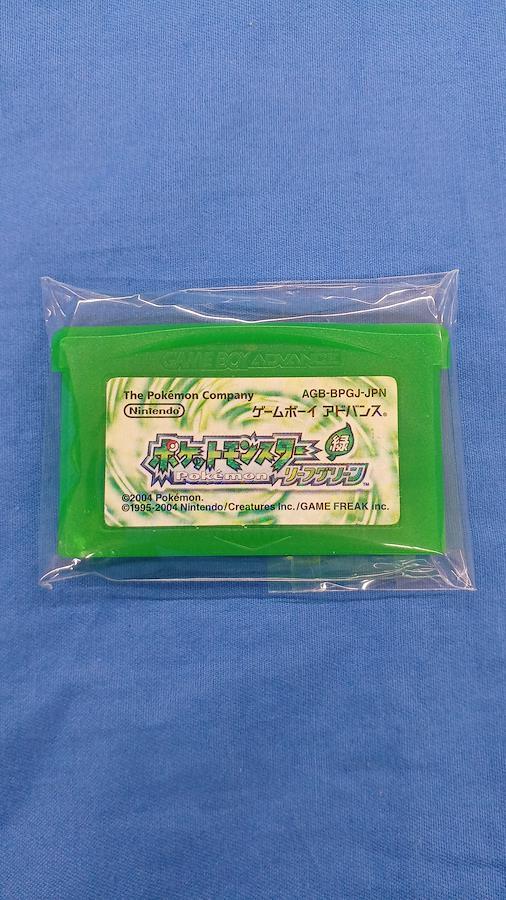 GAME BOY ADVANCE
The Pokémon Company
AGB-BPGJ-JPN
Nintendo®
ゲームボーイ アドバンス®
ポケットモンスター
緑
Pokémon
リーフグリーン™
©2004 Pokémon.
©1995-2004 Nintendo/Creatures inc./GAME FREAK inc.